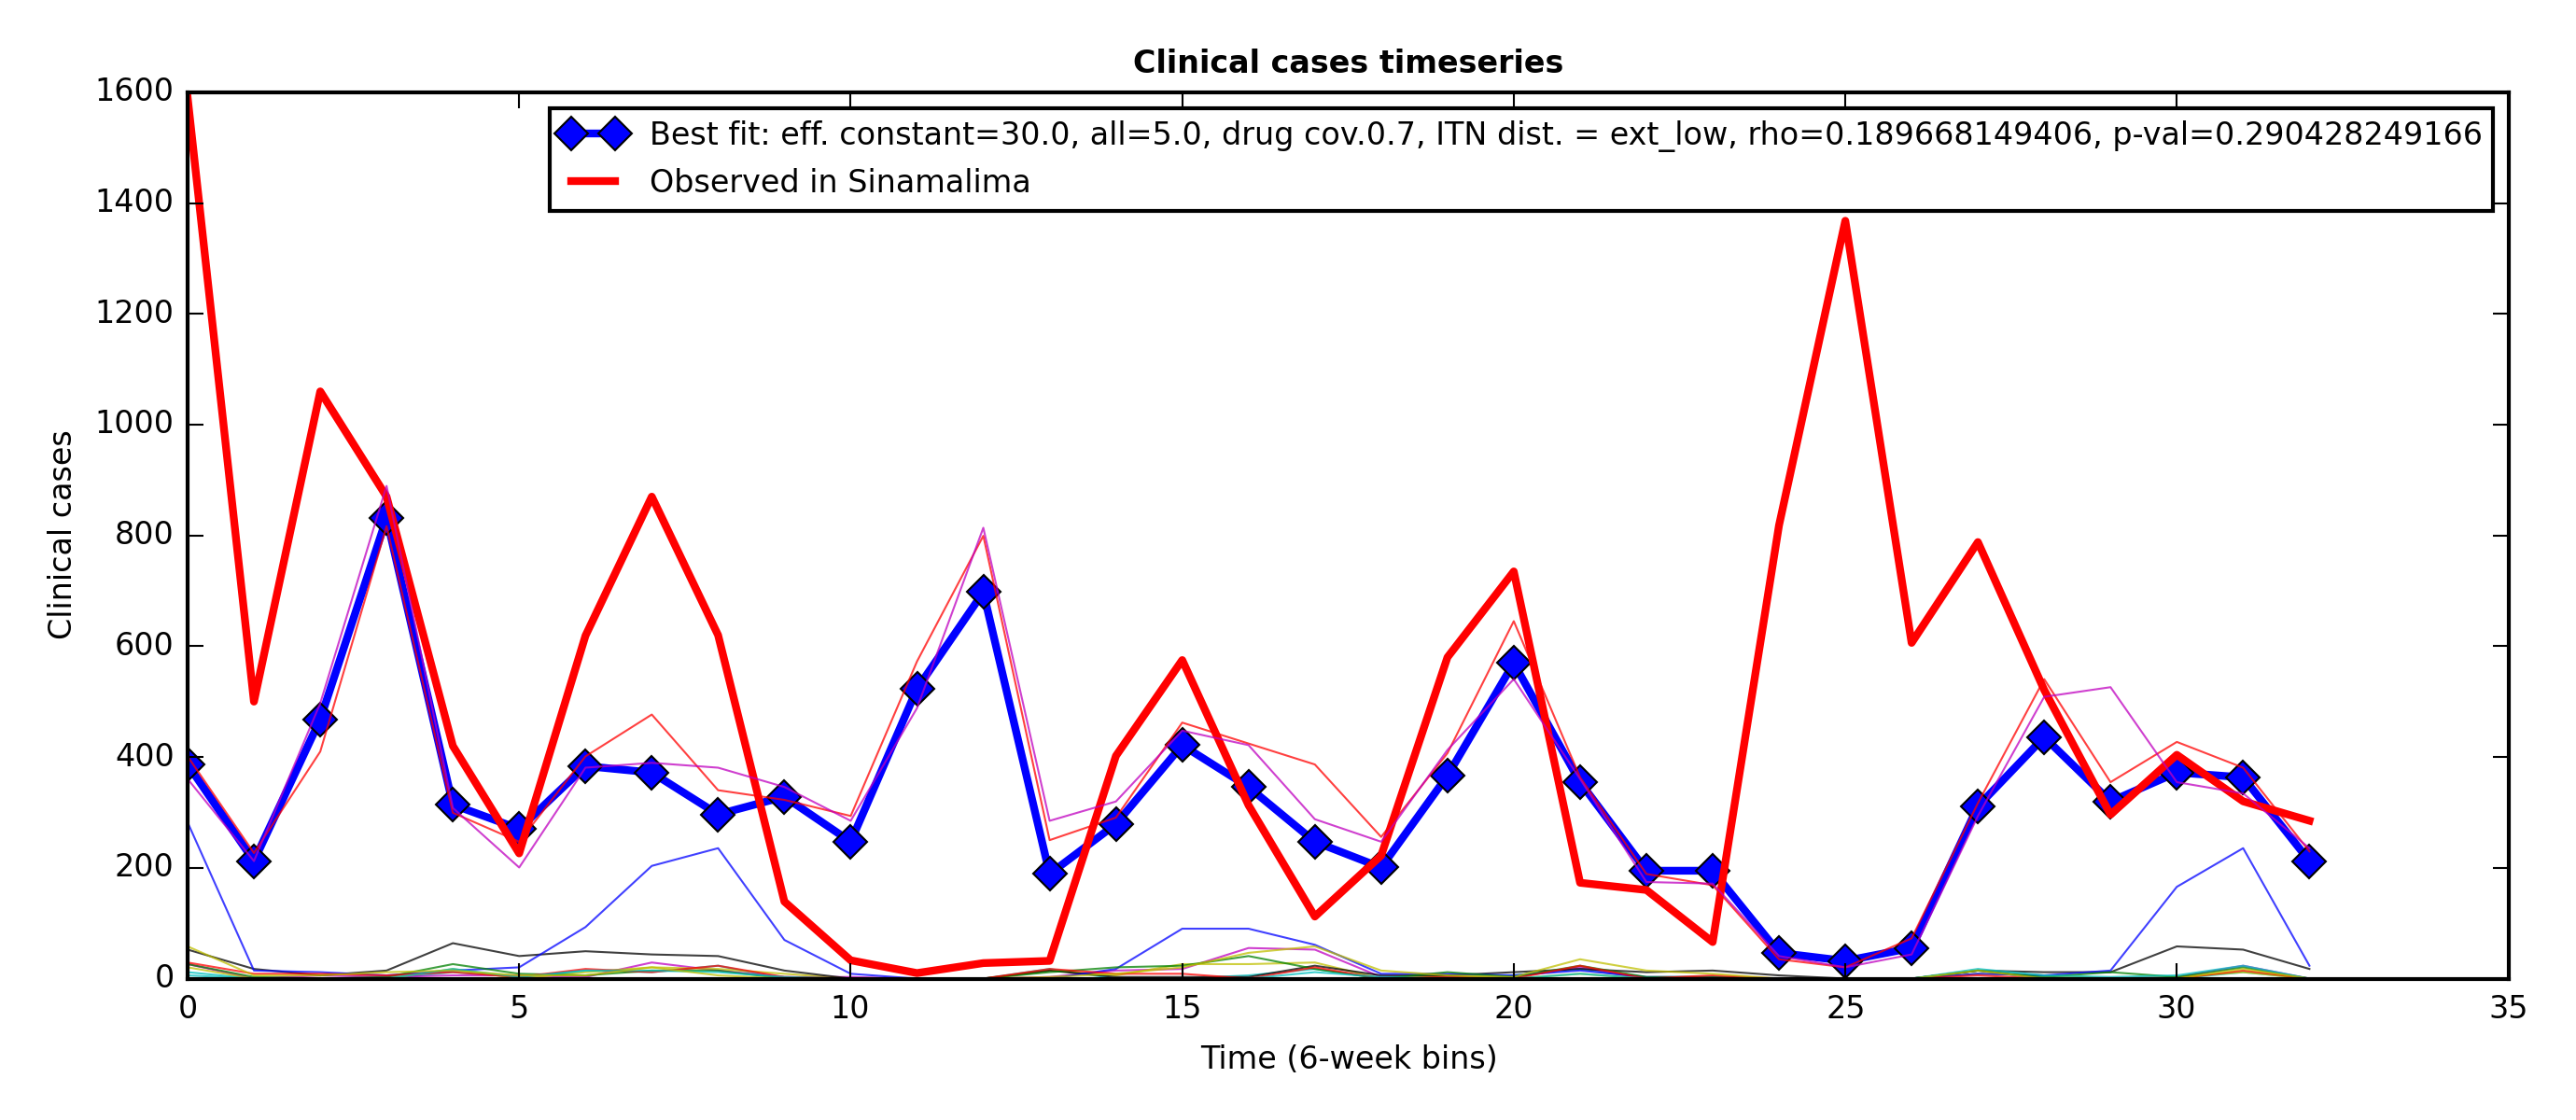 Clinical cases timeseries
1600
1400
1200
1000
800
600
400
200
0
Clinical cases
Best fit: eff. constant=30.0, all=5.0, drug cov.0.7, ITN dist. = ext_low, rho=0.189668149406, p-val=0.290428249166
Observed in Sinamalima
0 5 10 15 20 25 30 35
Time (6-week bins)